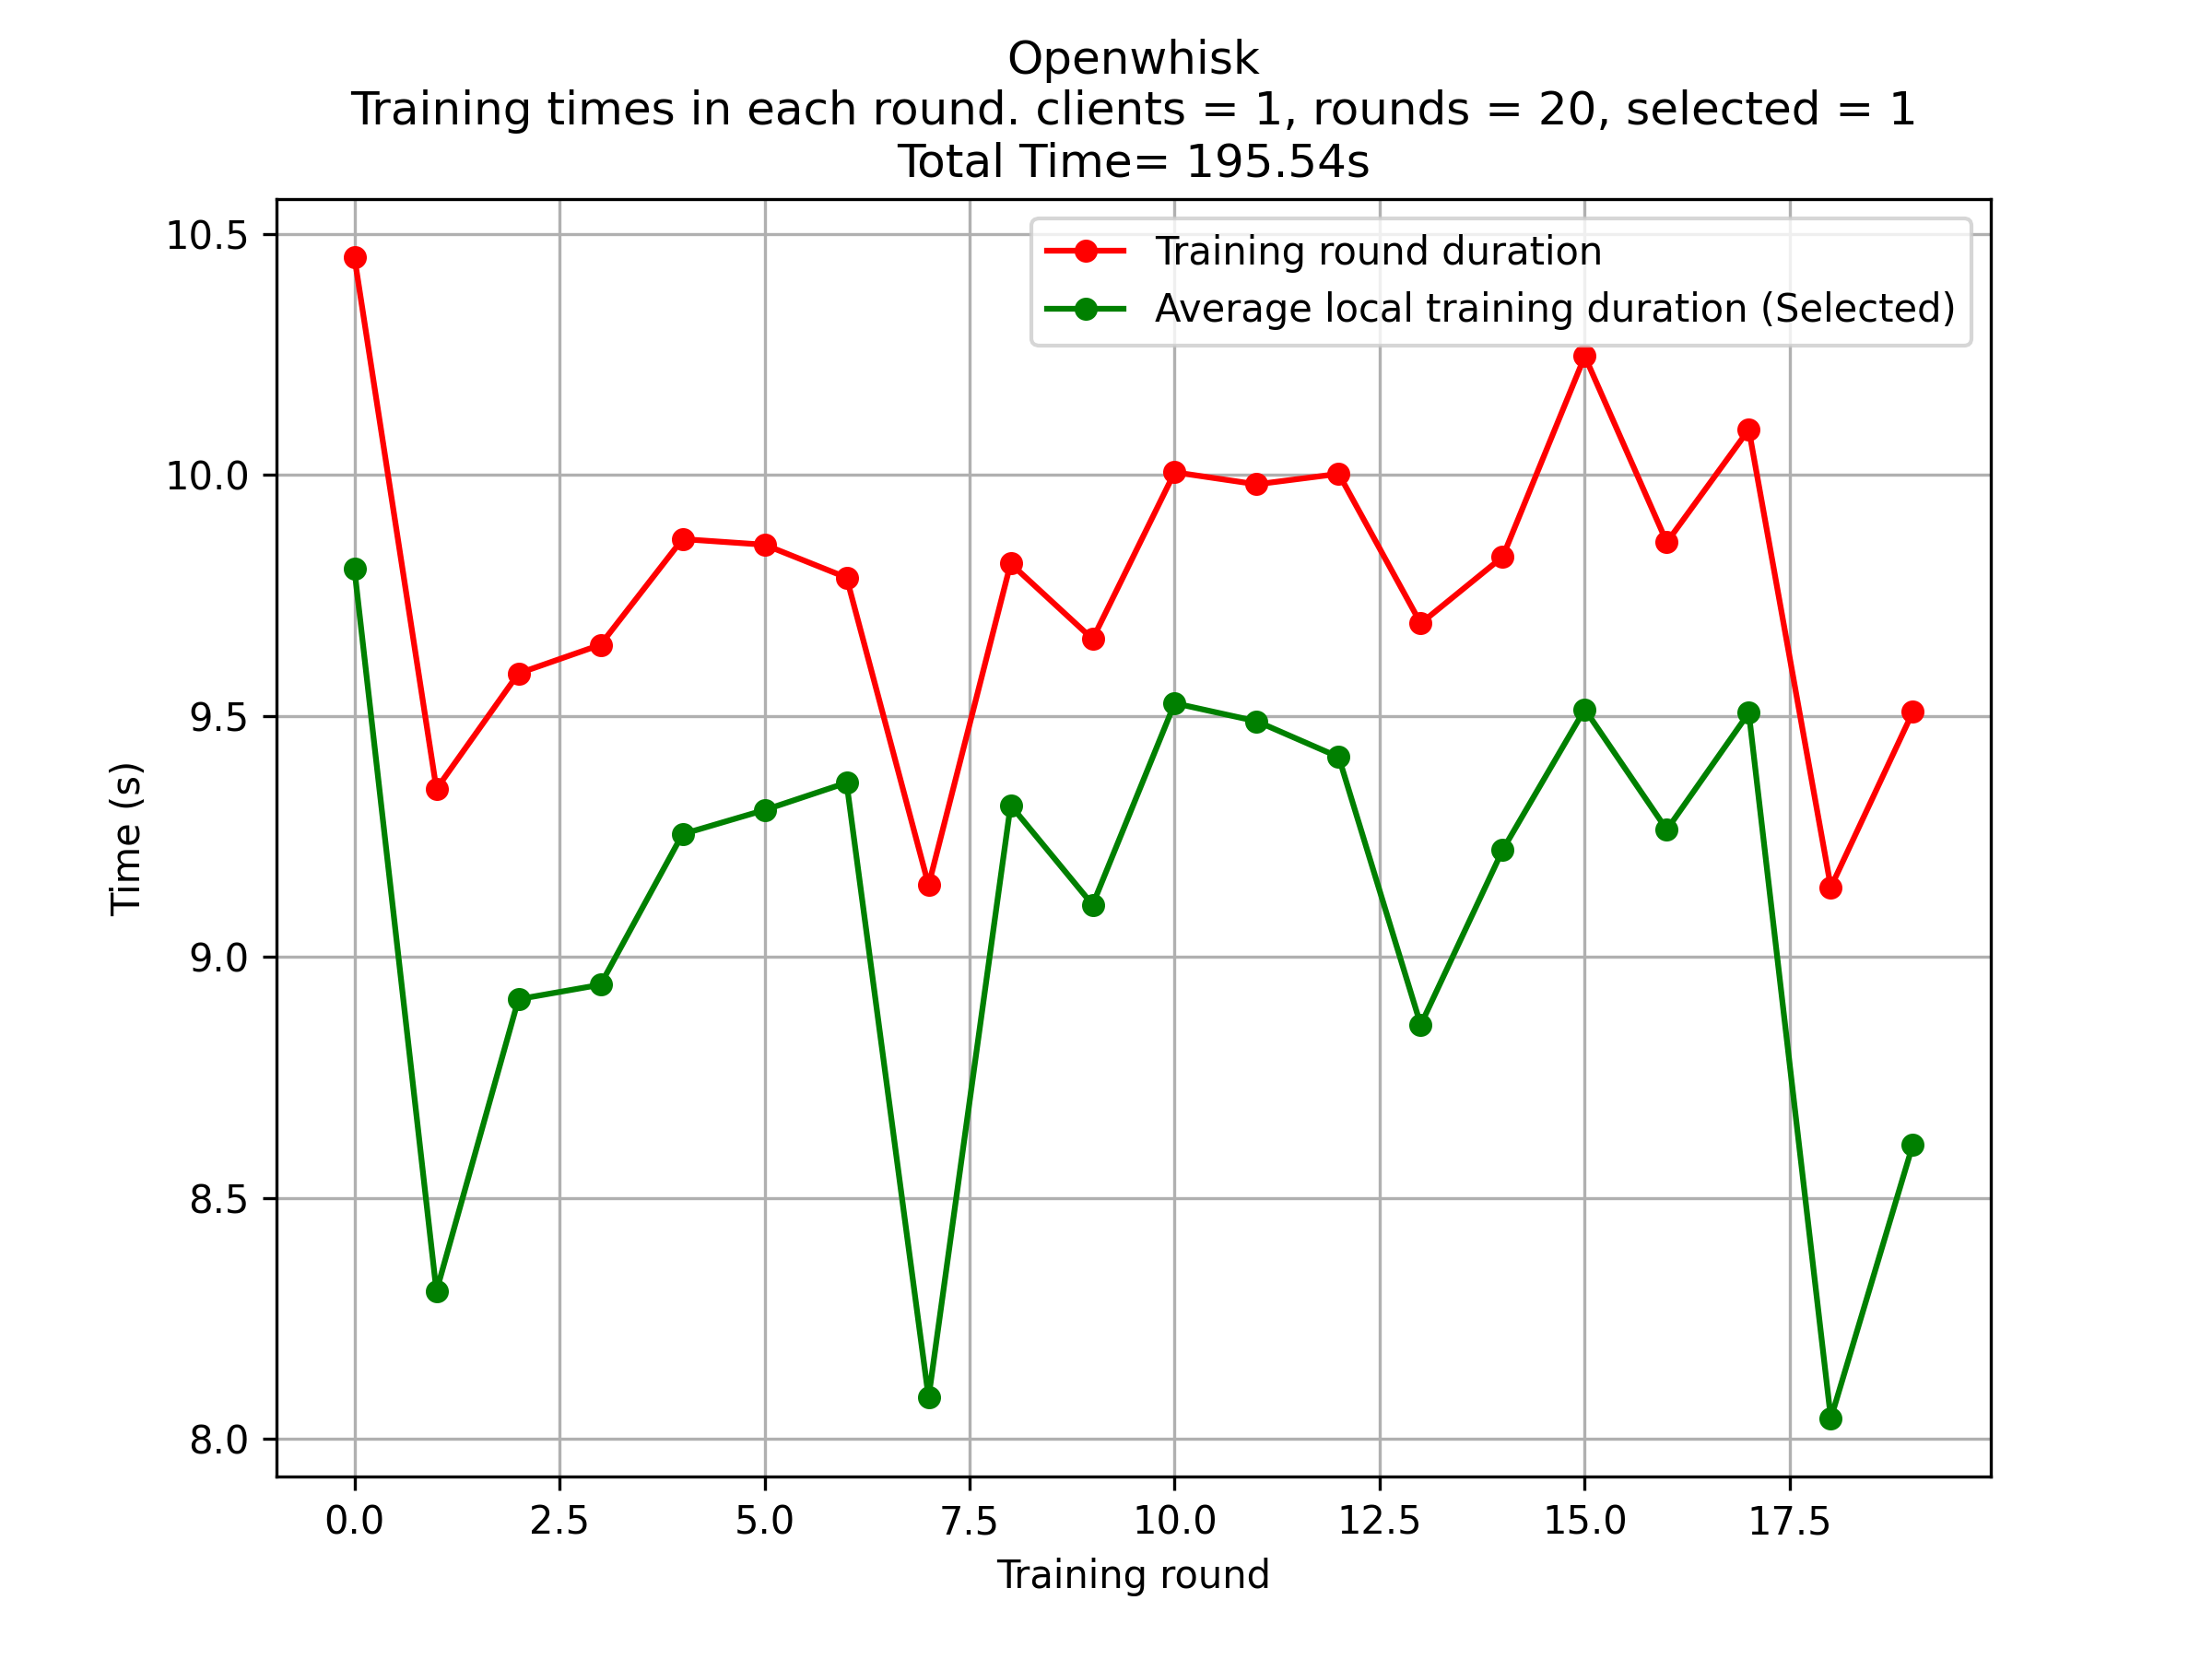 Openwhisk
Training times in each round. clients = 1, rounds = 20, selected = 1
Total Time= 195.54s
Training round duration
Average local training duration (Selected)
10.5
10.0
9.5
9.0
8.5
8.0
Time (s)
0.0 2.5 5.0 7.5 10.0 12.5 15.0 17.5
Training round